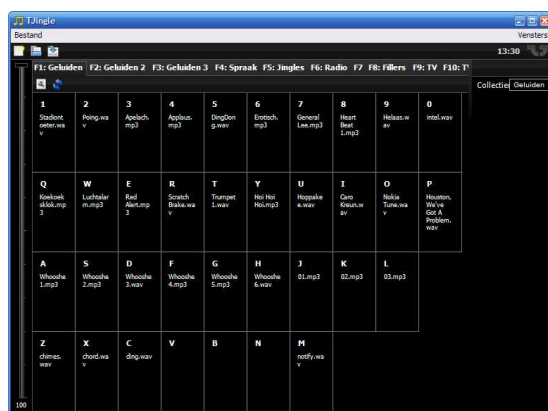 TJingle
Bestand Vensters
13:30
F1: Geluiden F2: Geluiden 2 F3: Geluiden 3 F4: Spraak F5: Jingles F6: Radio F7 F8: Fillers F9: TV F10: T
Collectie Geluiden
1 2 3 4 5 6 7 8 9 0
Stadiont Poing.wa Apelach. Applaus. DingDon Erotisch. General Heart Helaas.w intel.wav
oeter.wa v mp3 mp3 g.wav mp3 Lee.mp3 Beat av
v 1.mp3
Q W E R T Y U I O P
Koekoek Luchtalar Red Scratch Trumpet Hoi Hoi Hoppake Caro Nokia Houston,
sklok.mp m.mp3 Alert.mp Brake.wa 1.wav Hoi.mp3 e.wav Kreun.w Tune.wa We've
3 3 v av v Got A
Problem.
wav
A S D F G H J K L
Whooshe Whooshe Whooshe Whooshe Whooshe Whooshe 01.mp3 02.mp3 03.mp3
1.mp3 2.mp3 3.wav 4.mp3 5.mp3 6.wav
Z X C V B N M
chimes. chord.wa ding.wav notify.wa
wav v v
100